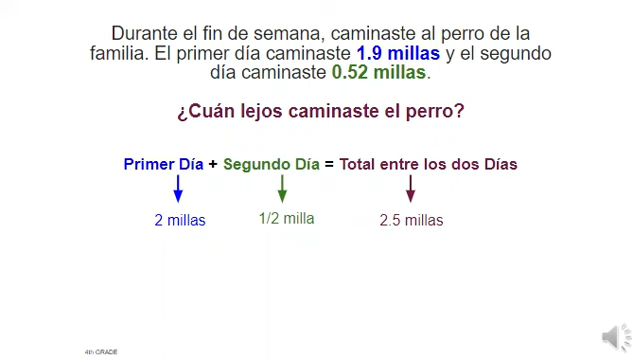 Durante el fin de semana, caminaste al perro de la
familia. El primer día caminaste 1.9 millas y el segundo
día caminaste 0.52 millas.
¿Cuán lejos caminaste el perro?
Primer Día + Segundo Día = Total entre los dos Días
2 millas 1/2 milla 2.5 millas
4th GRADE